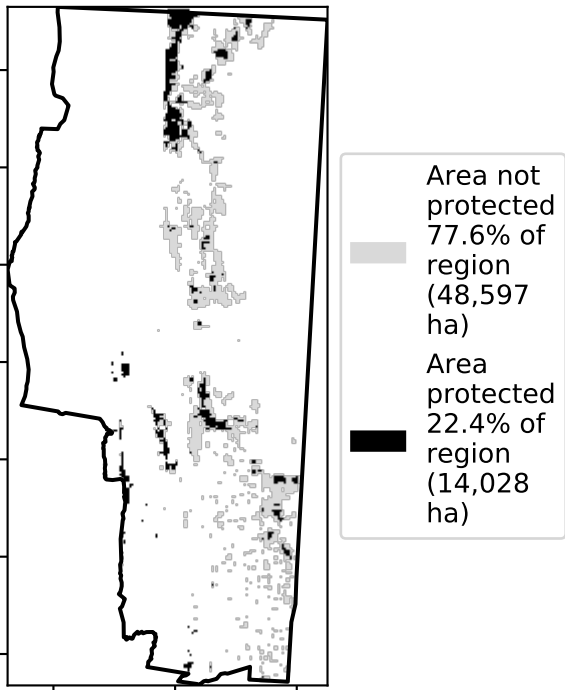 Area not
protected
77.6% of
region
(48,597
ha)
Area
protected
22.4% of
region
(14,028
ha)